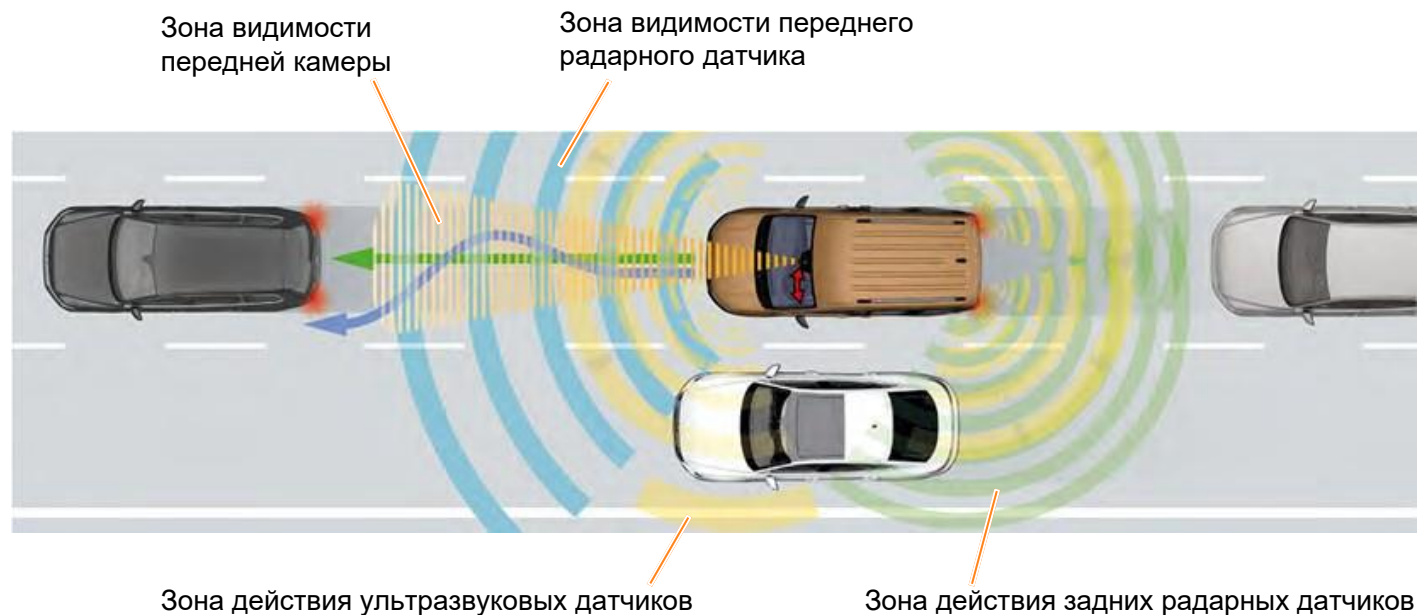 Зона видимости
передней камеры
Зона видимости переднего
радарного датчика
Зона действия ультразвуковых датчиков
Зона действия задних радарных датчиков